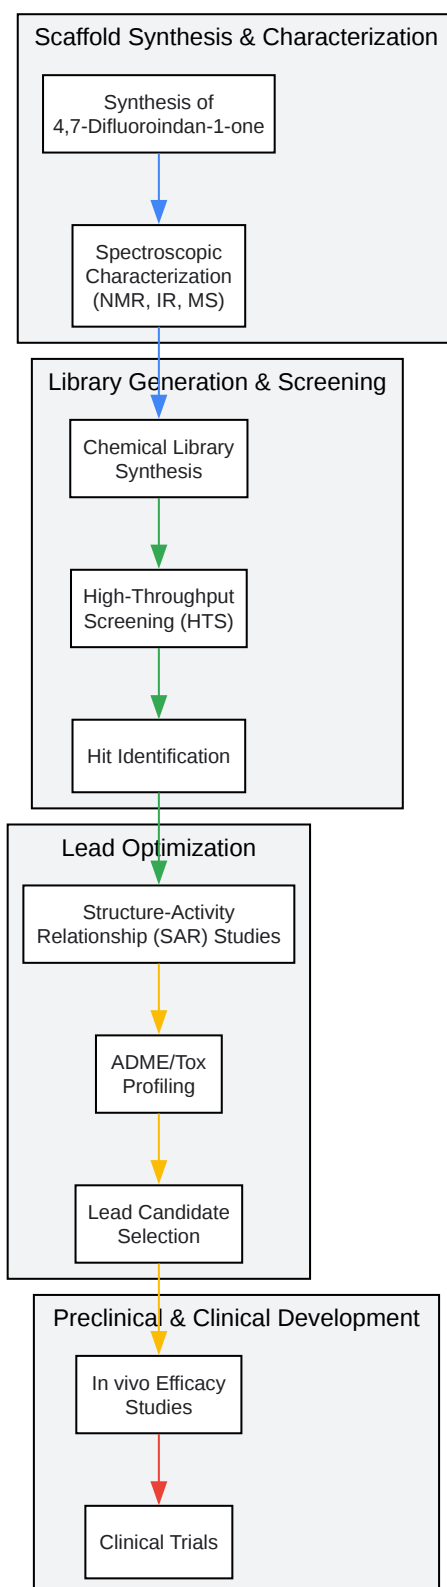 Scaffold Synthesis & Characterization
Synthesis of
4,7-Difluoroindan-1-one
Spectroscopic
Characterization
(NMR, IR, MS)
Library Generation & Screening
Chemical Library
Synthesis
High-Throughput
Screening (HTS)
Hit Identification
Lead Optimization
Structure-Activity
Relationship (SAR) Studies
ADME/Tox
Profiling
Lead Candidate
Selection
Preclinical & Clinical Development
In vivo Efficacy
Studies
Clinical Trials